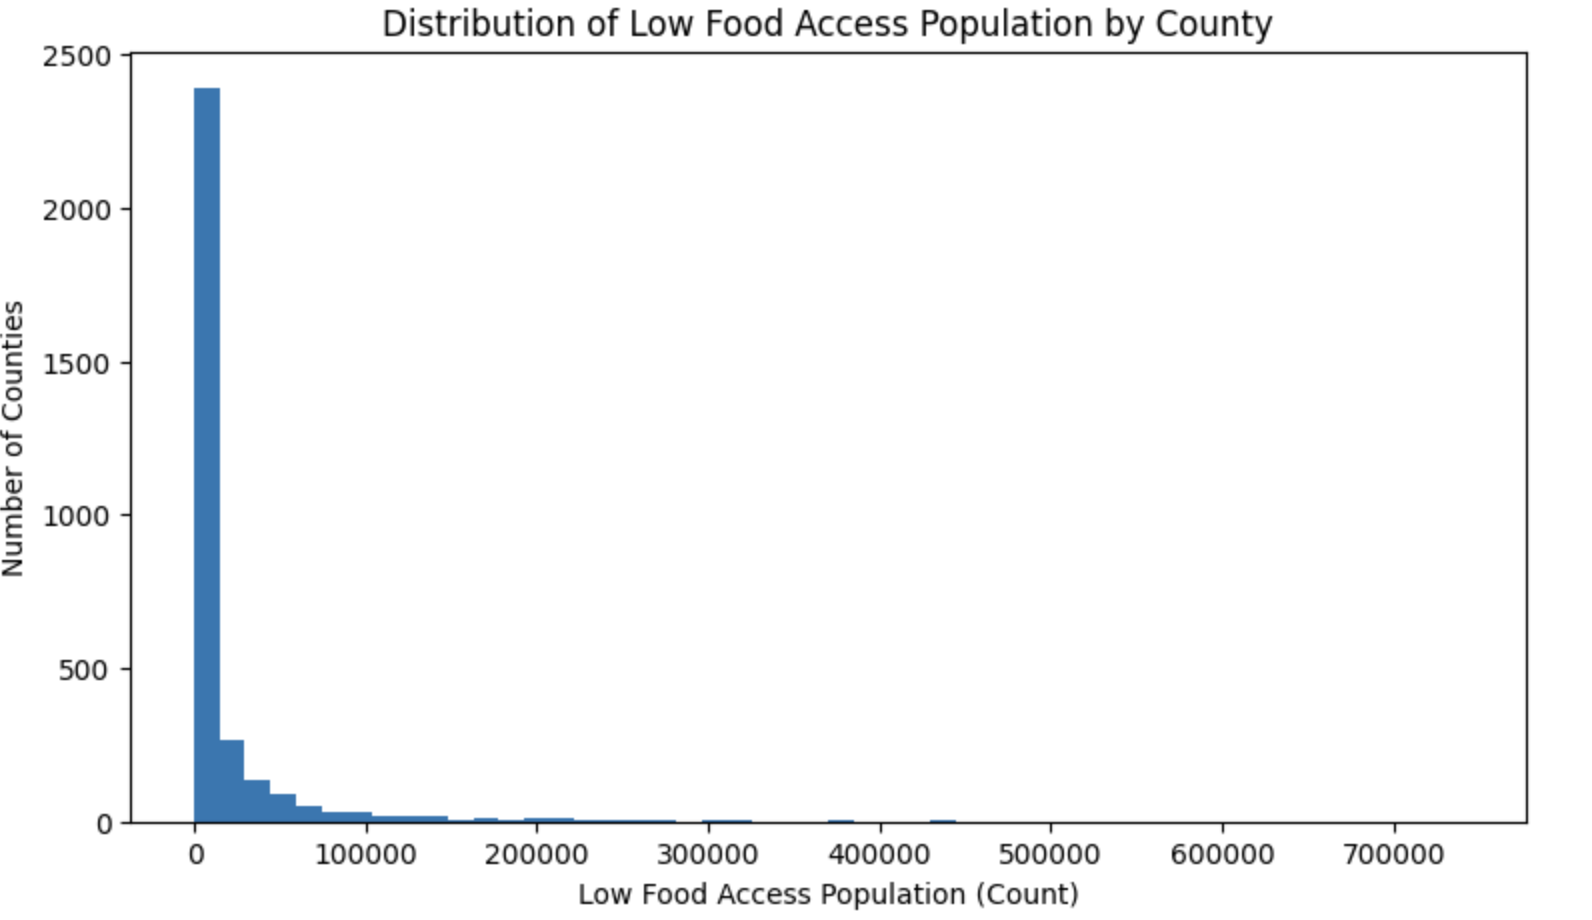 Distribution of Low Food Access Population by County
2500
2000
1500
1000
500
0
Number of Counties
0 100000 200000 300000 400000 500000 600000 700000
Low Food Access Population (Count)